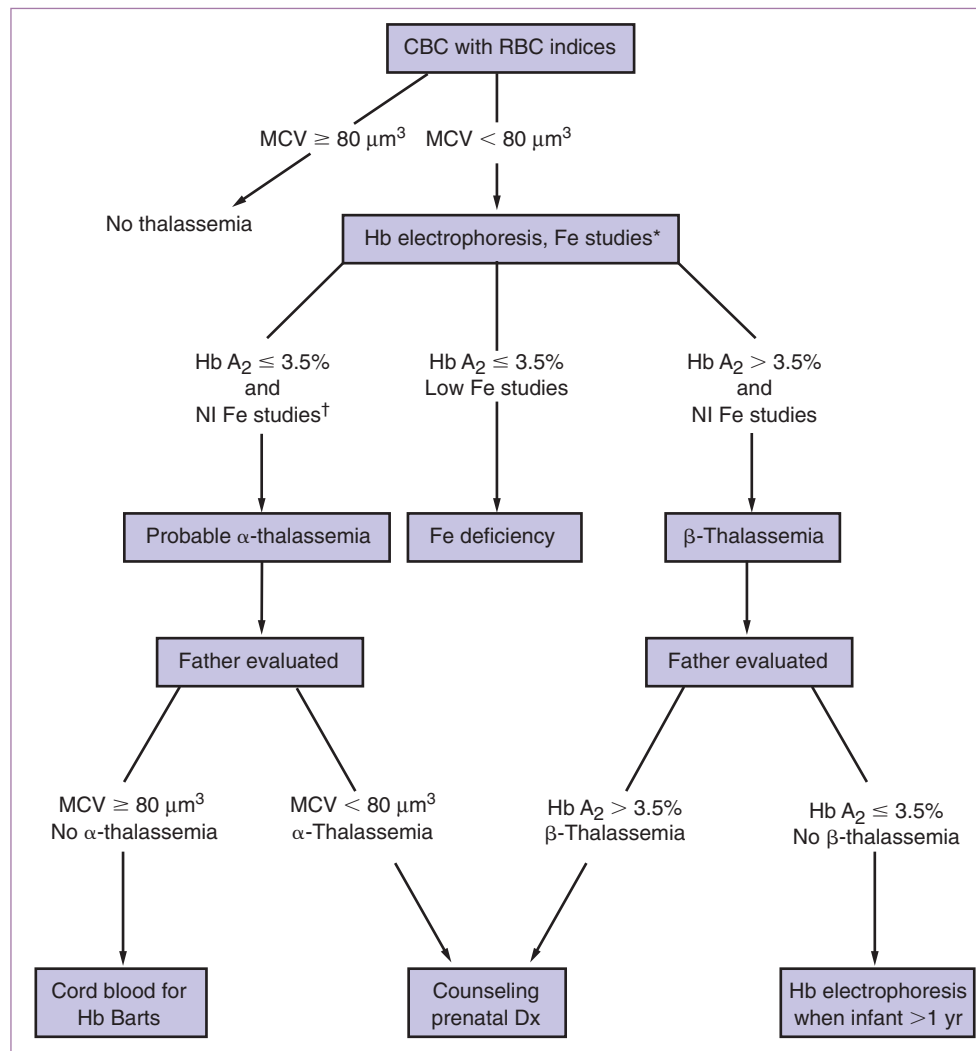 CBC with RBC indices
MCV ≥ 80 μm³
MCV < 80 μm³
No thalassemia
Hb electrophoresis, Fe studies*
Hb A₂ ≤ 3.5%
and
NI Fe studies†
Hb A₂ ≤ 3.5%
Low Fe studies
Hb A₂ > 3.5%
and
NI Fe studies
Probable α-thalassemia
Fe deficiency
β-Thalassemia
Father evaluated
Father evaluated
MCV ≥ 80 μm³
No α-thalassemia
MCV < 80 μm³
α-Thalassemia
Hb A₂ > 3.5%
β-Thalassemia
Hb A₂ ≤ 3.5%
No β-thalassemia
Cord blood for
Hb Barts
Counseling
prenatal Dx
Hb electrophoresis
when infant >1 yr